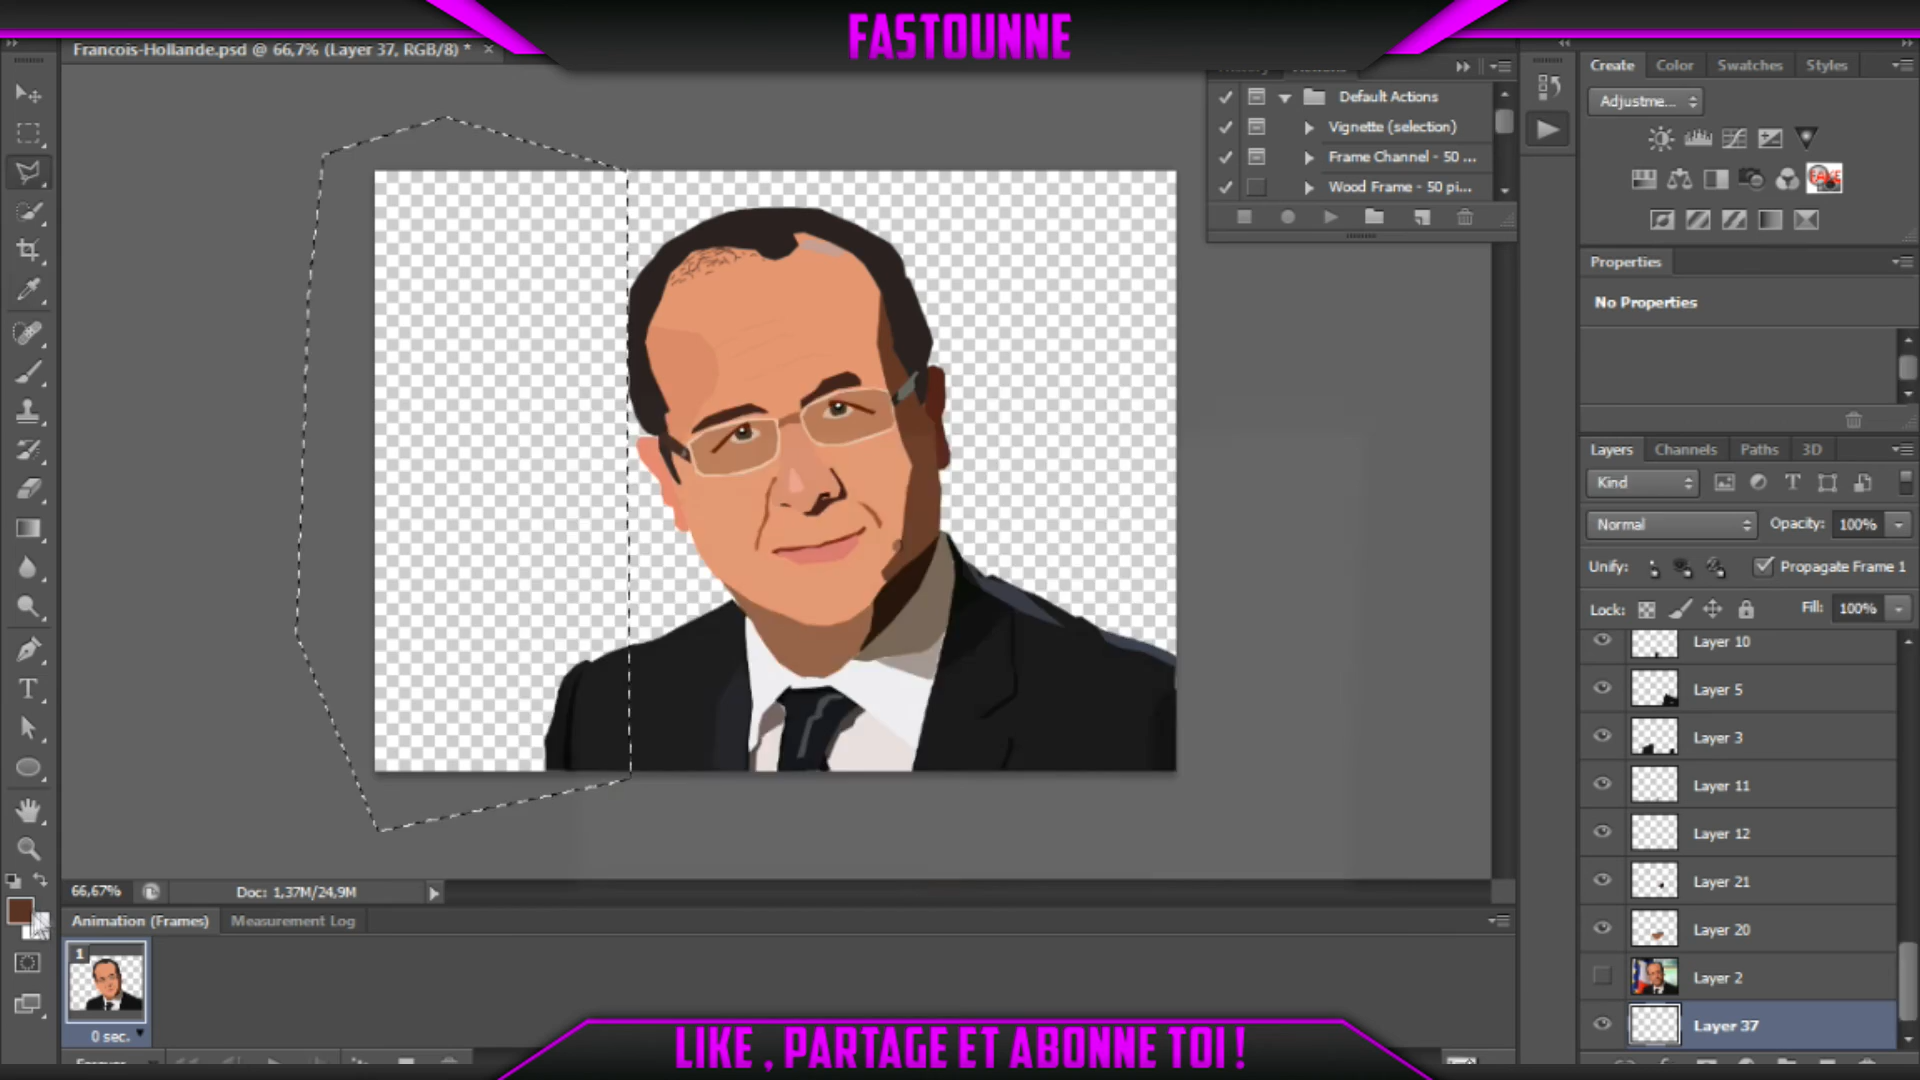 FASTOUNNE
Francois-Hollande.psd @ 66,7% (Layer 37, RGB/8) *
Default Actions
Vignette (selection)
Frame Channel - 50 ...
Wood Frame - 50 pi...
Create Color Swatches Styles
Adjustme...
FAKE
Properties
No Properties
Layers Channels Paths 3D
Kind
Normal Opacity: 100%
Unify: Propagate Frame 1
Lock: Fill: 100%
Layer 10
Layer 5
Layer 3
Layer 11
Layer 12
Layer 21
Layer 20
Layer 2
Layer 37
66,67% Doc: 1,37M/24,9M
Animation (Frames) Measurement Log
1
0 sec.
LIKE , PARTAGE ET ABONNE TOI !